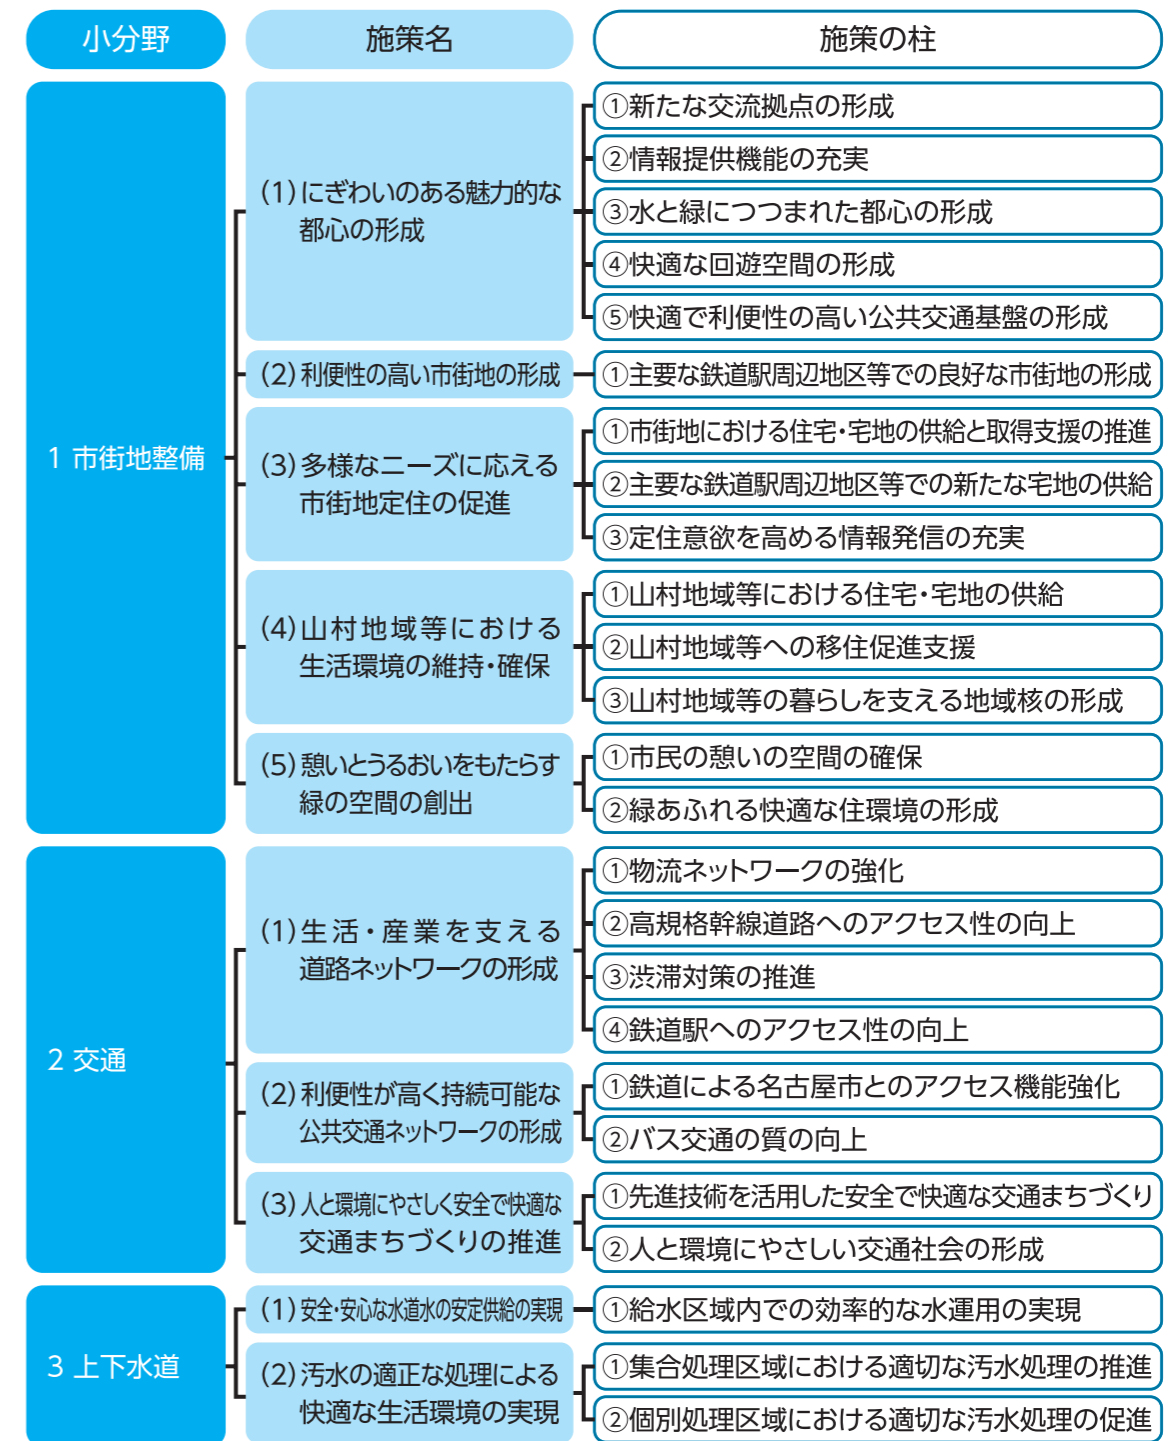 小分野
施策名
施策の柱
1 市街地整備
(1)にぎわいのある魅力的な
都心の形成
①新たな交流拠点の形成
②情報提供機能の充実
③水と緑につつまれた都心の形成
④快適な回遊空間の形成
⑤快適で利便性の高い公共交通基盤の形成
(2)利便性の高い市街地の形成
①主要な鉄道駅周辺地区等での良好な市街地の形成
(3)多様なニーズに応える
市街地定住の促進
①市街地における住宅・宅地の供給と取得支援の推進
②主要な鉄道駅周辺地区等での新たな宅地の供給
③定住意欲を高める情報発信の充実
(4)山村地域等における
生活環境の維持・確保
①山村地域等における住宅・宅地の供給
②山村地域等への移住促進支援
③山村地域等の暮らしを支える地域核の形成
(5)憩いとうるおいをもたらす
緑の空間の創出
①市民の憩いの空間の確保
②緑あふれる快適な住環境の形成
2 交通
(1)生活・産業を支える
道路ネットワークの形成
①物流ネットワークの強化
②高規格幹線道路へのアクセス性の向上
③渋滞対策の推進
④鉄道駅へのアクセス性の向上
(2)利便性が高く持続可能な
公共交通ネットワークの形成
①鉄道による名古屋市とのアクセス機能強化
②バス交通の質の向上
(3)人と環境にやさしく安全で快適な
交通まちづくりの推進
①先進技術を活用した安全で快適な交通まちづくり
②人と環境にやさしい交通社会の形成
3 上下水道
(1)安全・安心な水道水の安定供給の実現
①給水区域内での効率的な水運用の実現
(2)汚水の適正な処理による
快適な生活環境の実現
①集合処理区域における適切な汚水処理の推進
②個別処理区域における適切な汚水処理の促進